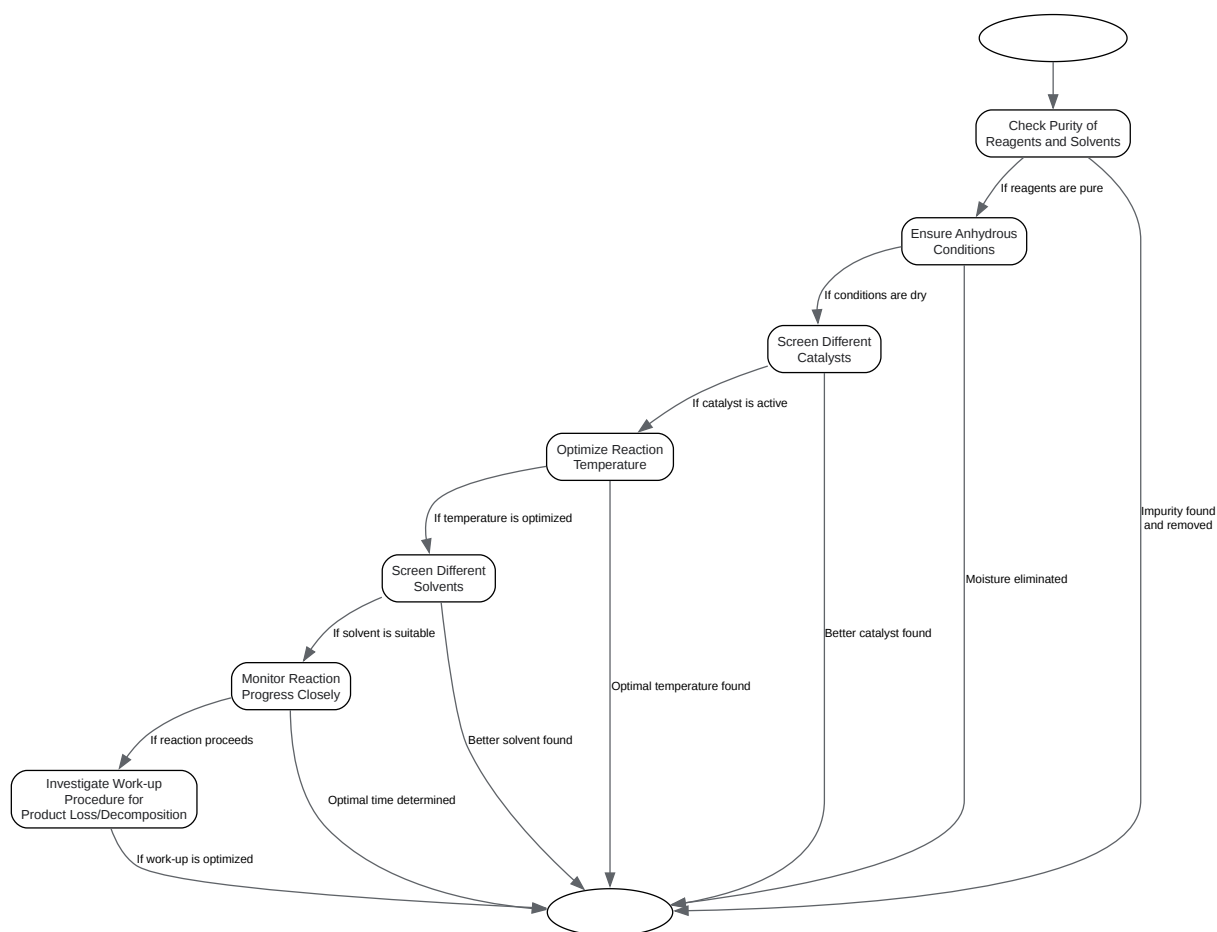 Check Purity of
Reagents and Solvents
If reagents are pure
Ensure Anhydrous
Conditions
If conditions are dry
Screen Different
Catalysts
If catalyst is active
Optimize Reaction
Temperature
If temperature is optimized
Impurity found
and removed
Screen Different
Solvents
Moisture eliminated
If solvent is suitable
Better catalyst found
Monitor Reaction
Progress Closely
Optimal temperature found
If reaction proceeds
Better solvent found
Investigate Work-up
Procedure for
Product Loss/Decomposition
Optimal time determined
If work-up is optimized